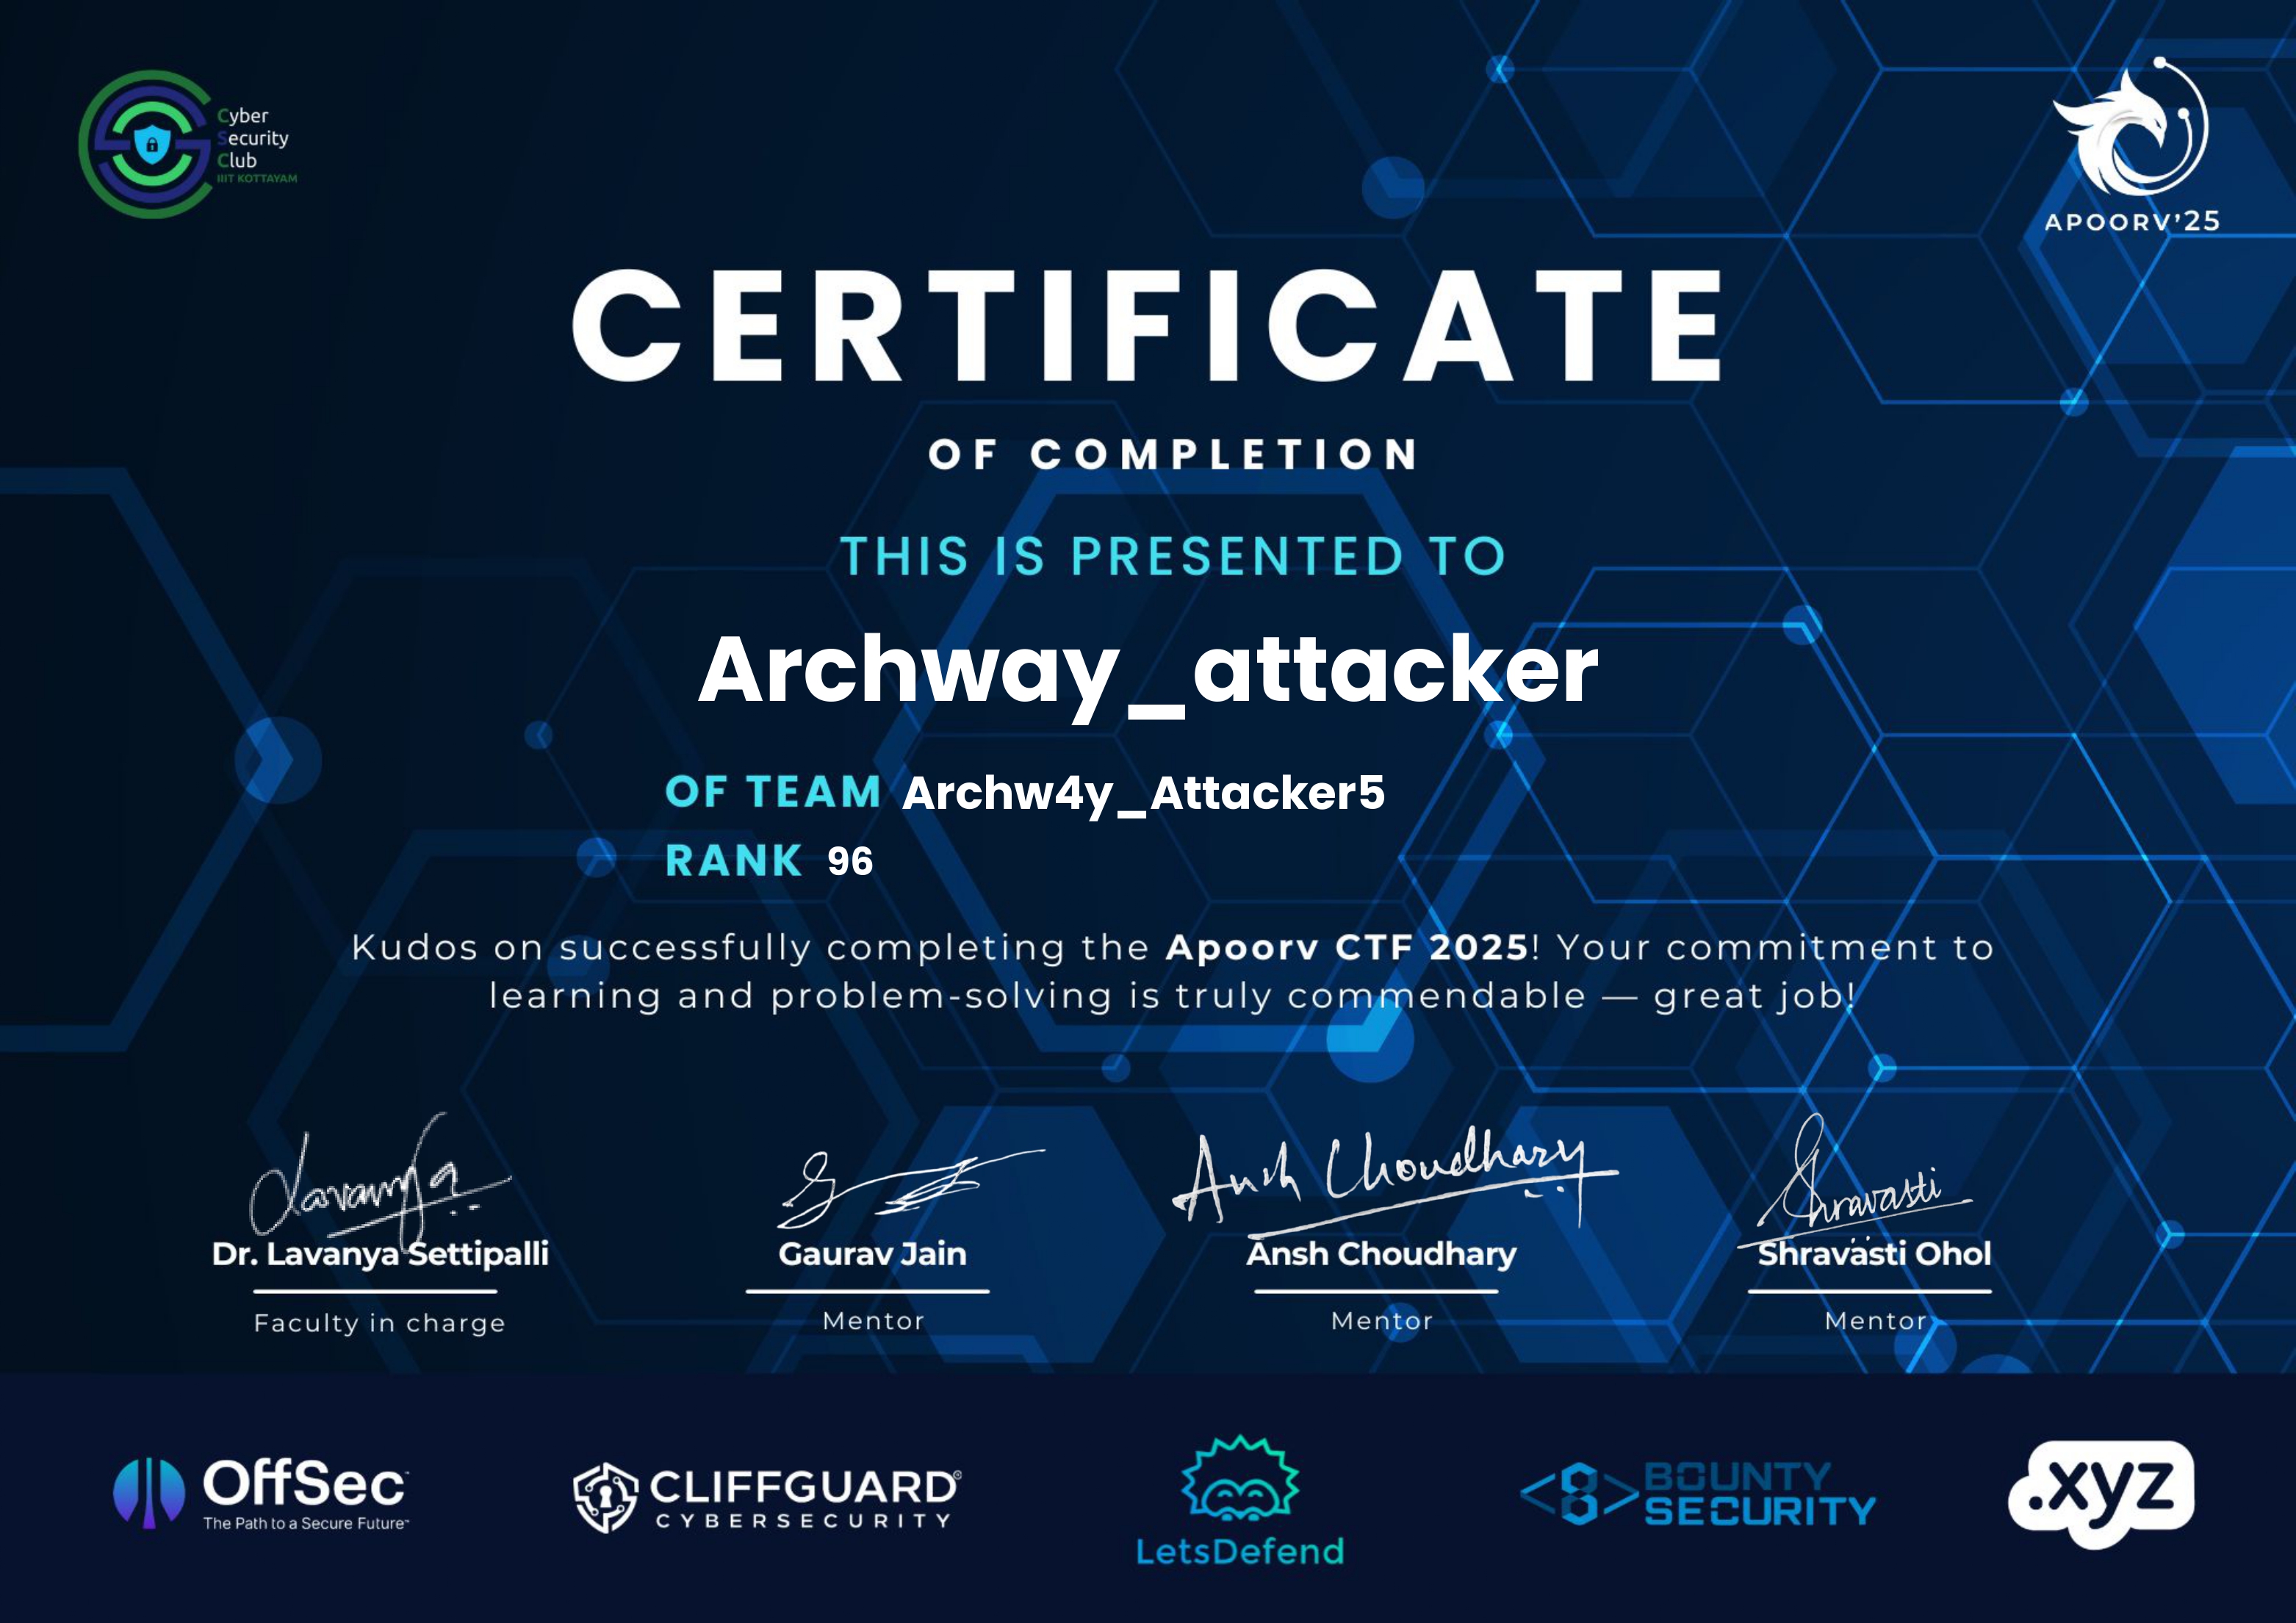 Cyber
Security
Club
IIIT KOTTAYAM
APOORV'25
CERTIFICATE
OF COMPLETION
THIS IS PRESENTED TO
Archway_attacker
OF TEAM Archw4y_Attacker5
RANK 96
Kudos on successfully completing the Apoorv CTF 2025! Your commitment to
learning and problem-solving is truly commendable — great job!
Lavanya
Ansh Choudhary
Shravasti
Dr. Lavanya Settipalli
Gaurav Jain
Ansh Choudhary
Shravasti Ohol
Faculty in charge
Mentor
Mentor
Mentor
OffSec™
The Path to a Secure Future™
CLIFFGUARD®
CYBERSECURITY
LetsDefend
BOUNTY
SECURITY
.xyz